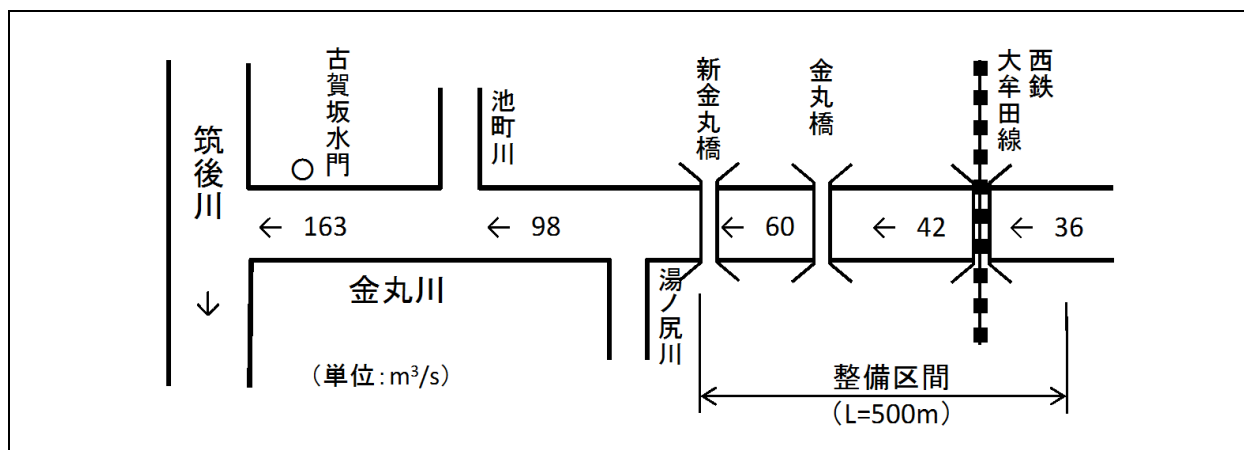 筑後川
↓
古賀坂水門
池町川
新金丸橋
金丸橋
西鉄
大牟田線
← 163
← 98
← 60
← 42
← 36
金丸川
湯ノ尻川
（単位：m³/s）
整備区間
（L=500m）